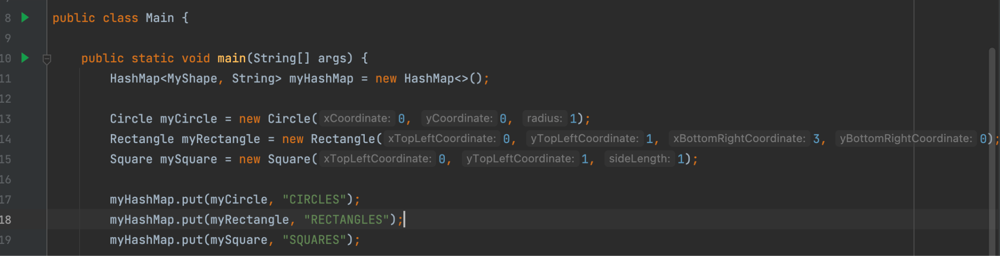 8 public class Main {
9
10 public static void main(String[] args) {
11 HashMap<MyShape, String> myHashMap = new HashMap<>();
12
13 Circle myCircle = new Circle( xCoordinate: 0, yCoordinate: 0, radius: 1);
14 Rectangle myRectangle = new Rectangle( xTopLeftCoordinate: 0, yTopLeftCoordinate: 1, xBottomRightCoordinate: 3, yBottomRightCoordinate: 0);
15 Square mySquare = new Square( xTopLeftCoordinate: 0, yTopLeftCoordinate: 1, sideLength: 1);
16
17 myHashMap.put(myCircle, "CIRCLES");
18 myHashMap.put(myRectangle, "RECTANGLES");
19 myHashMap.put(mySquare, "SQUARES");